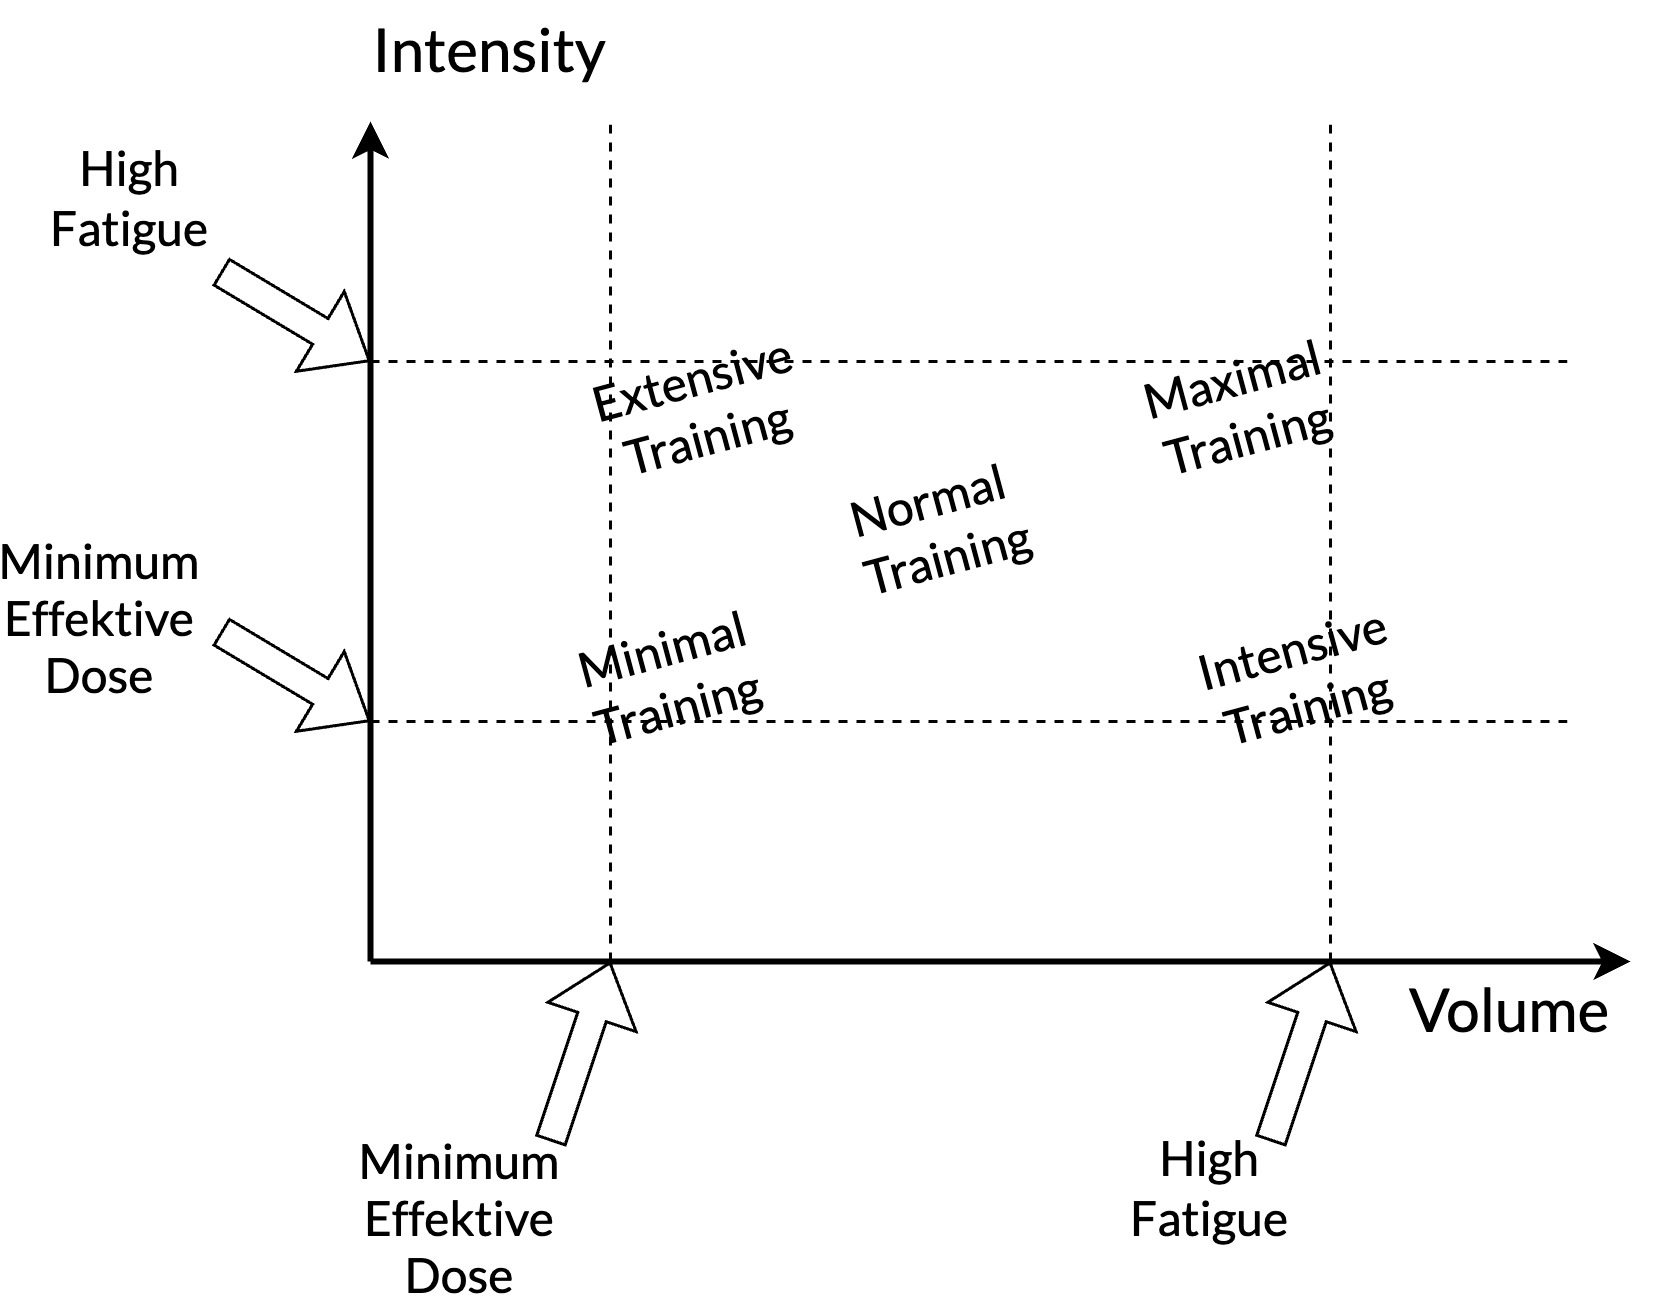 Intensity
High
Fatigue
Extensive
Training
Maximal
Training
Normal
Training
Minimum
Effektive
Dose
Minimal
Training
Intensive
Training
Volume
Minimum
Effektive
Dose
High
Fatigue